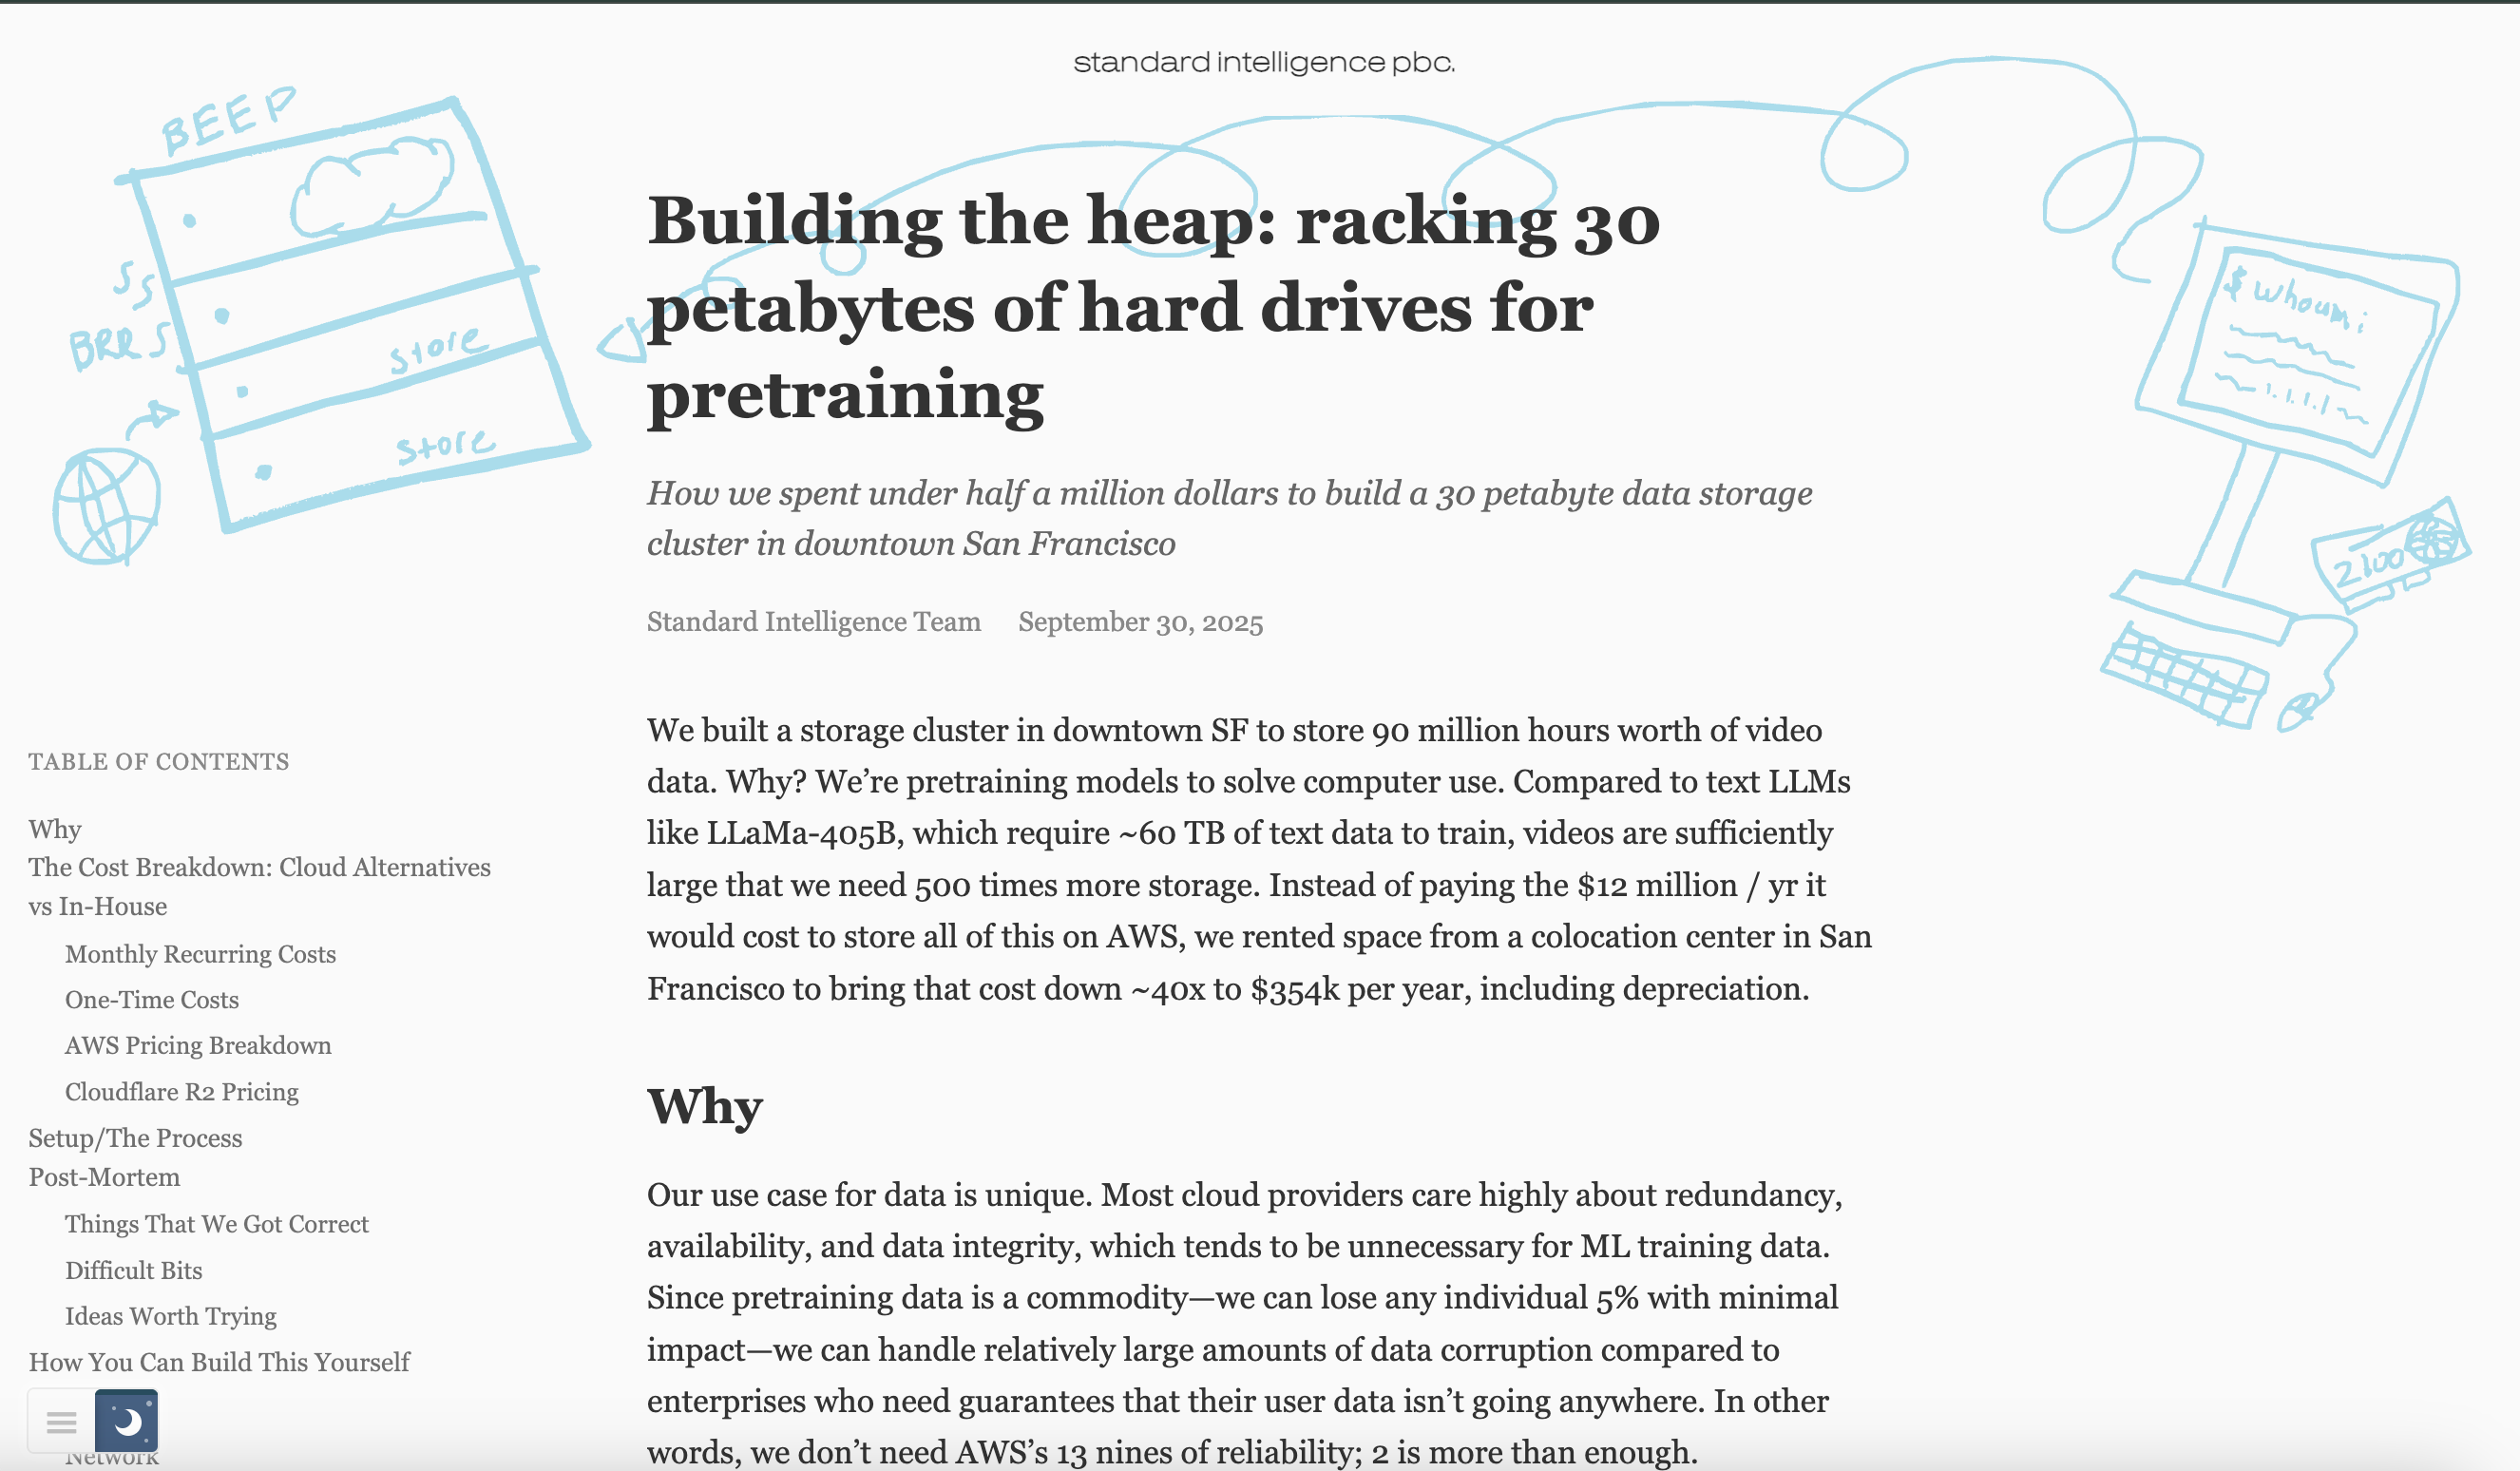 standard intelligence pbc.
BEEP
S
S
BRR S
store
store
$ whoami
1.1.1.1
2100
Building the heap: racking 30
petabytes of hard drives for
pretraining
How we spent under half a million dollars to build a 30 petabyte data storage
cluster in downtown San Francisco
Standard Intelligence Team September 30, 2025
TABLE OF CONTENTS
Why
The Cost Breakdown: Cloud Alternatives
vs In-House
Monthly Recurring Costs
One-Time Costs
AWS Pricing Breakdown
Cloudflare R2 Pricing
Setup/The Process
Post-Mortem
Things That We Got Correct
Difficult Bits
Ideas Worth Trying
How You Can Build This Yourself
Network
We built a storage cluster in downtown SF to store 90 million hours worth of video
data. Why? We’re pretraining models to solve computer use. Compared to text LLMs
like LLaMa-405B, which require ~60 TB of text data to train, videos are sufficiently
large that we need 500 times more storage. Instead of paying the $12 million / yr it
would cost to store all of this on AWS, we rented space from a colocation center in San
Francisco to bring that cost down ~40x to $354k per year, including depreciation.
Why
Our use case for data is unique. Most cloud providers care highly about redundancy,
availability, and data integrity, which tends to be unnecessary for ML training data.
Since pretraining data is a commodity—we can lose any individual 5% with minimal
impact—we can handle relatively large amounts of data corruption compared to
enterprises who need guarantees that their user data isn’t going anywhere. In other
words, we don’t need AWS’s 13 nines of reliability; 2 is more than enough.